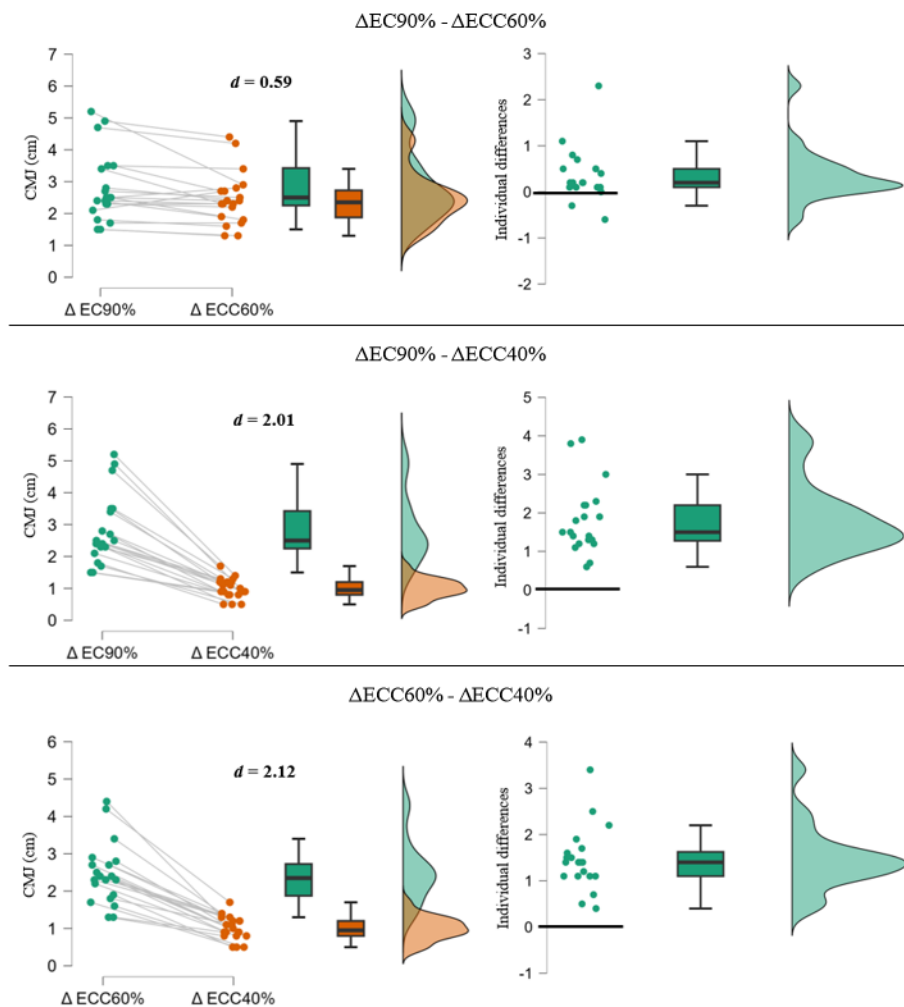 ΔEC90% - ΔECC60%
CMJ (cm)
7
6
5
4
3
2
1
0
d = 0.59
Δ EC90%
Δ ECC60%
Individual differences
3
2
1
0
-1
-2
ΔEC90% - ΔECC40%
CMJ (cm)
7
6
5
4
3
2
1
0
d = 2.01
Δ EC90%
Δ ECC40%
Individual differences
5
4
3
2
1
0
-1
ΔECC60% - ΔECC40%
CMJ (cm)
6
5
4
3
2
1
0
d = 2.12
Δ ECC60%
Δ ECC40%
Individual differences
4
3
2
1
0
-1